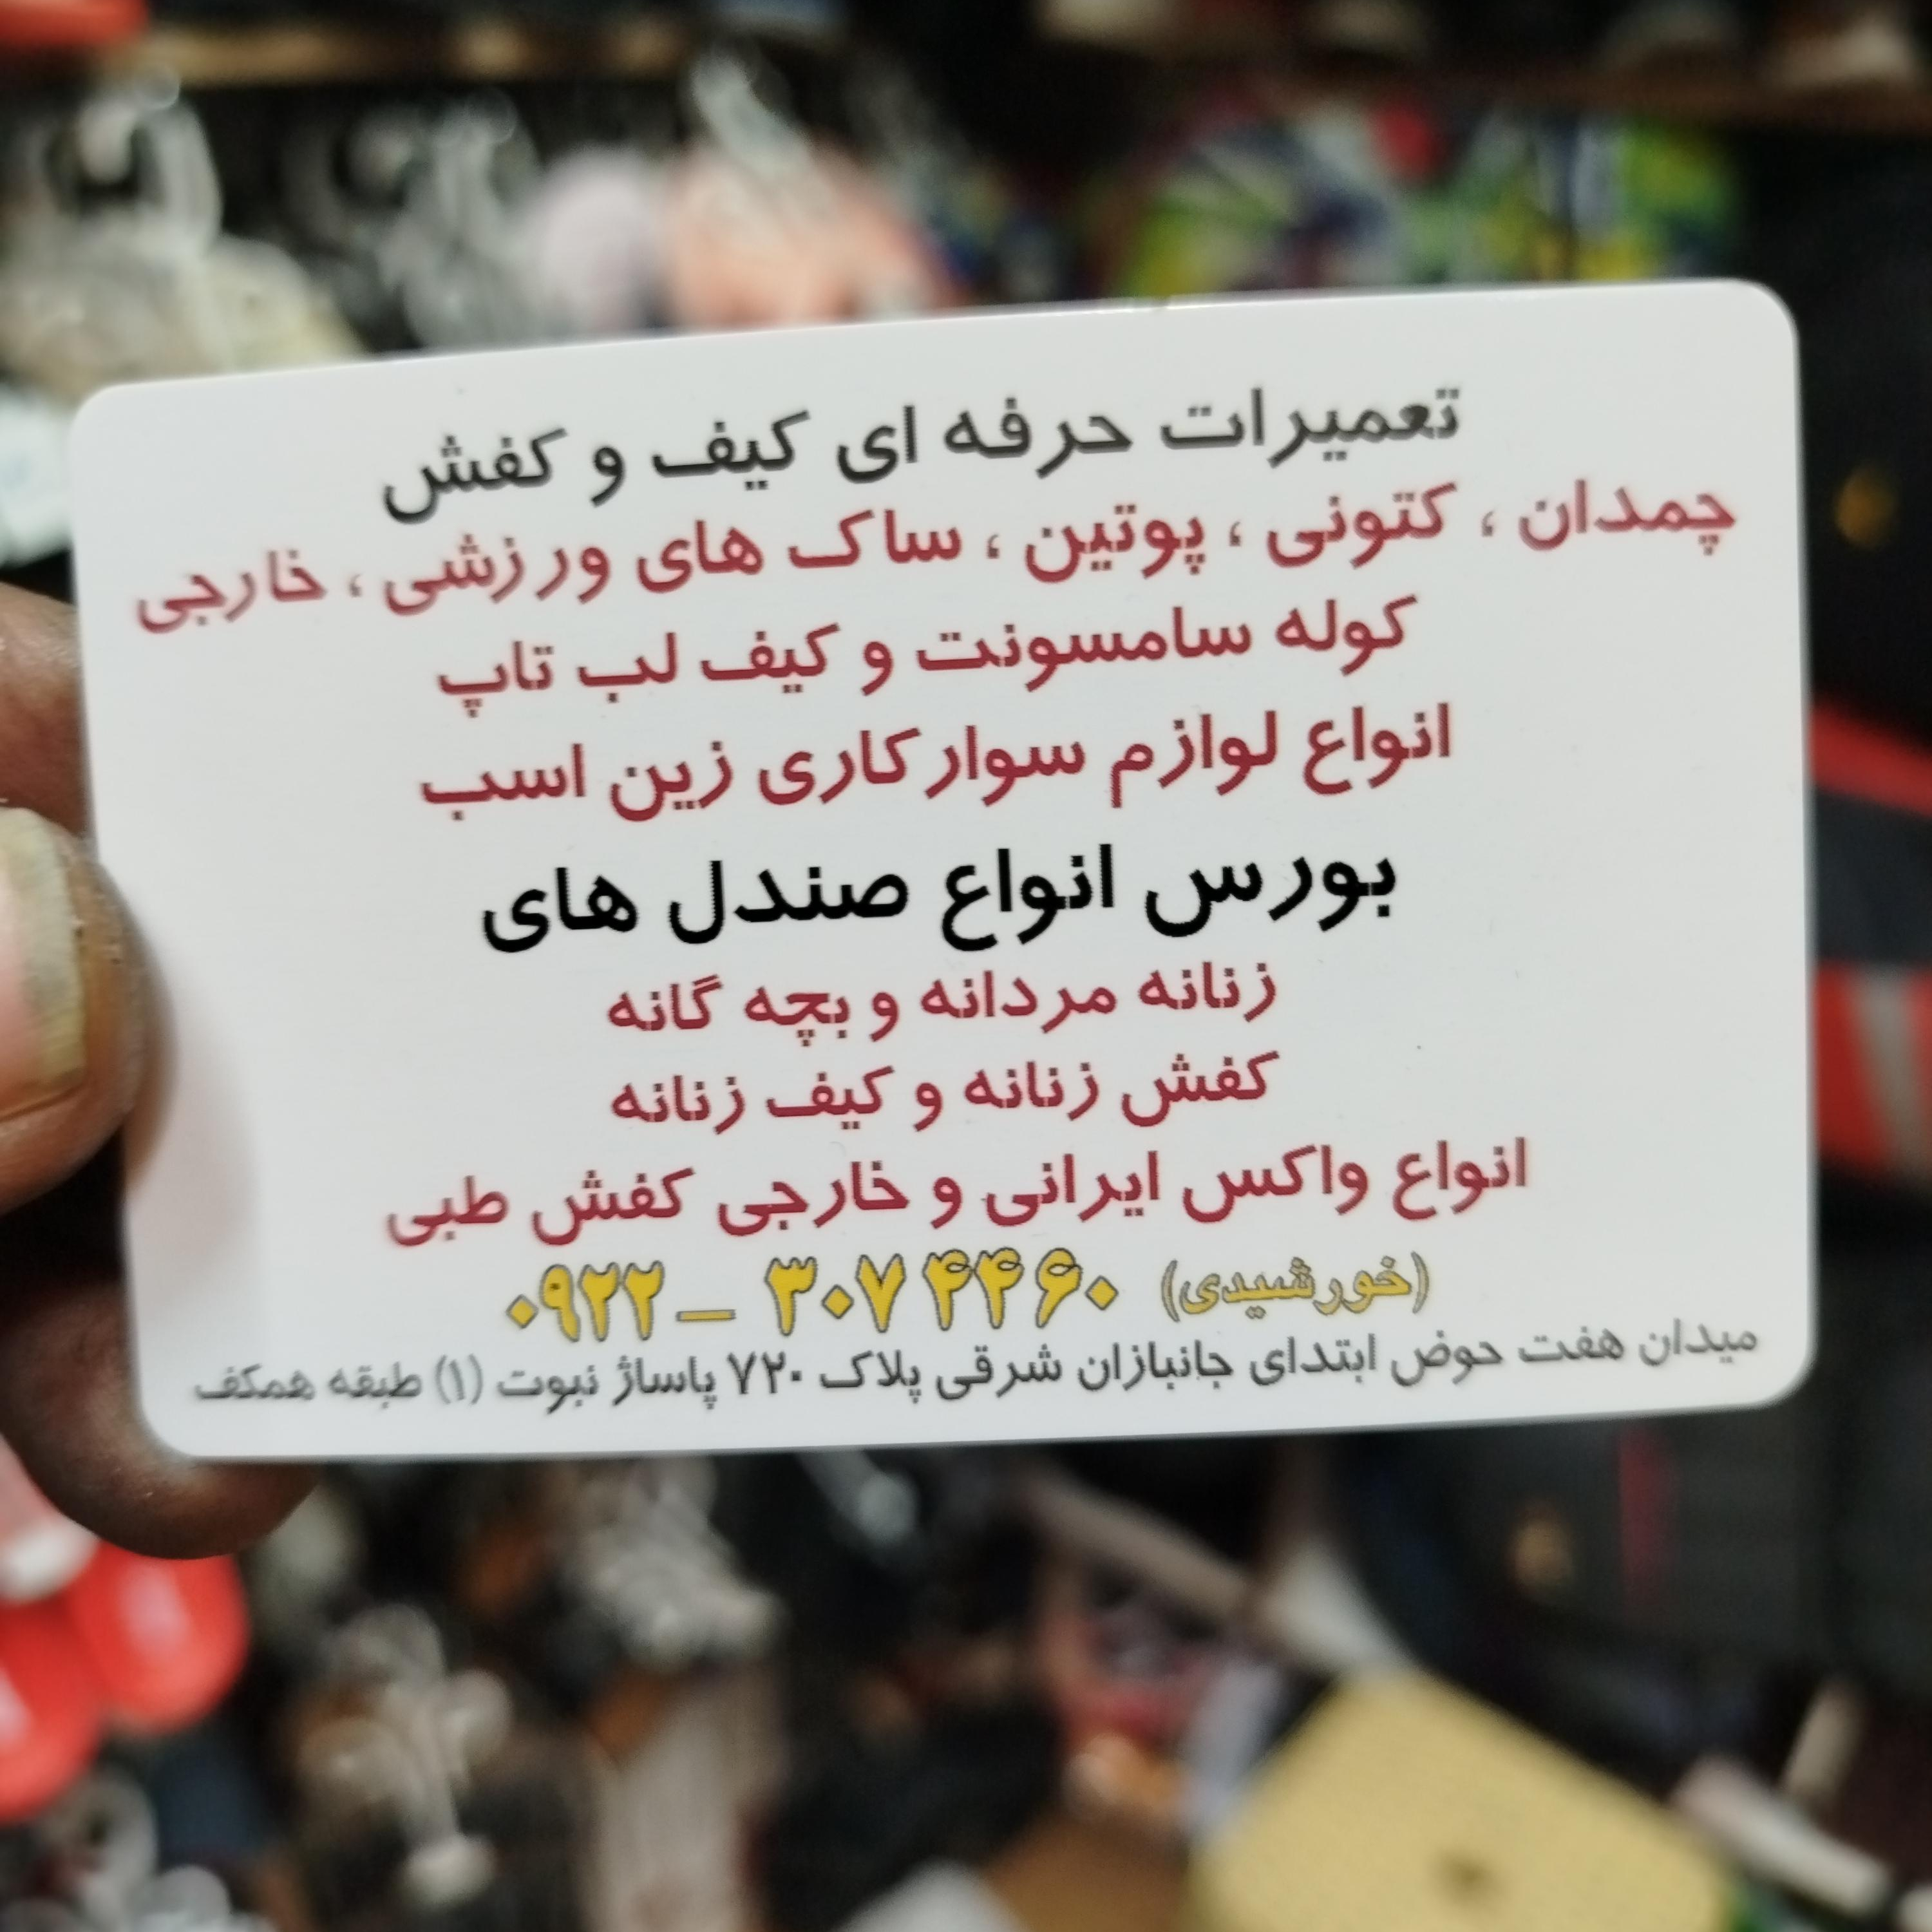 تعمیرات حرفه ای کیف و کفش
چمدان ، کتونی ، پوتین ، ساک های ورزشی ، خارجی
کوله سامسونت و کیف لب تاپ
انواع لوازم سوارکاری زین اسب
بورس انواع صندل های
زنانه مردانه و بچه گانه
کفش زنانه و کیف زنانه
انواع واکس ایرانی و خارجی کفش طبی
(خورشیدی) ۰۹۲۲ - ۳۰۷ ۴۴۶۰
میدان هفت حوض ابتدای جانبازان شرقی پلاک ۷۲۰ پاساژ نبوت (۱) طبقه همکف